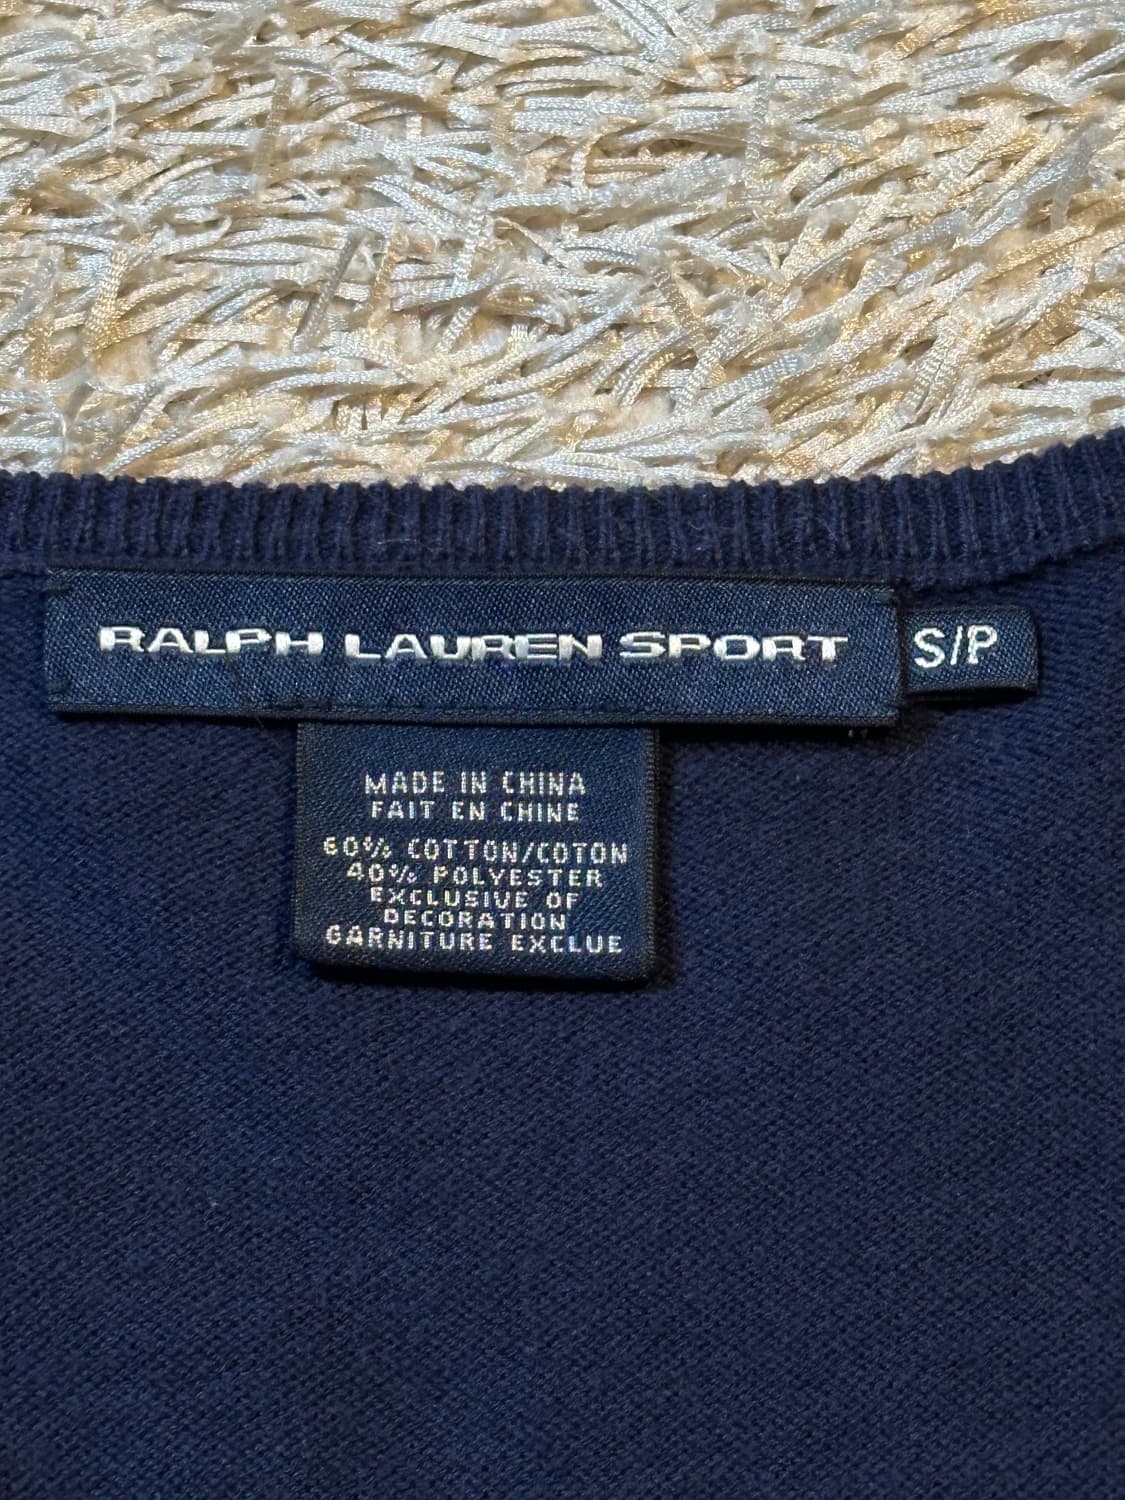 RALPH LAUREN SPORT
S/P
MADE IN CHINA
FAIT EN CHINE
60% COTTON/COTON
40% POLYESTER
EXCLUSIVE OF
DECORATION
GARNITURE EXCLUE